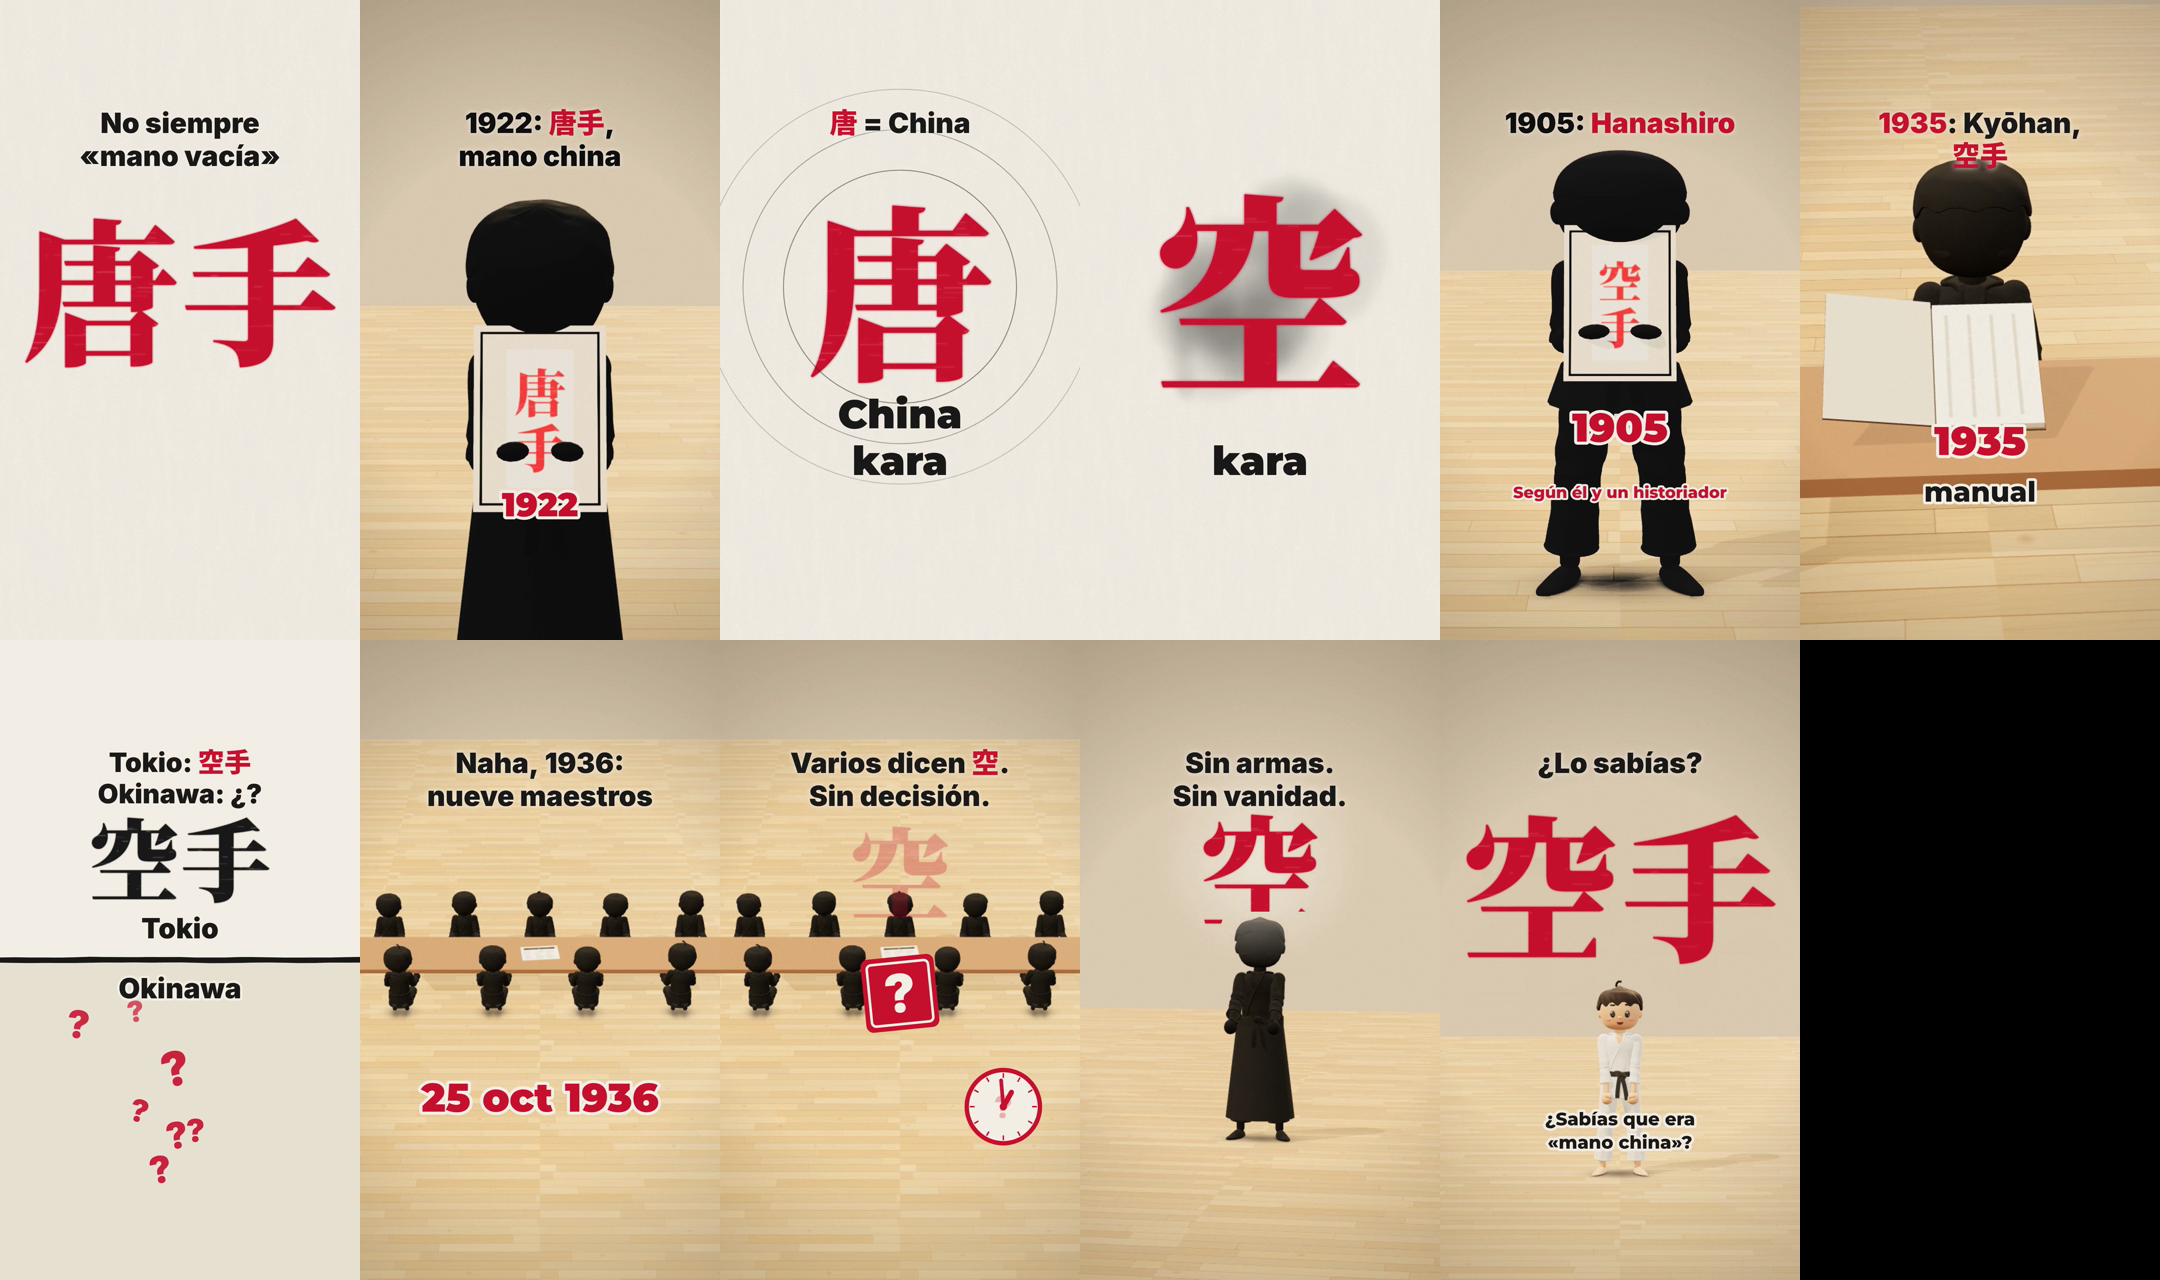 No siempre
«mano vacía»
唐手
1922: 唐手,
mano china
唐
手
1922
唐 = China
唐
China
kara
空
kara
1905: Hanashiro
空
手
1905
Según él y un historiador
1935: Kyōhan,
空手
1935
manual
Tokio: 空手
Okinawa: ¿?
空手
Tokio
Okinawa
? ?
?
?
??
?
Naha, 1936:
nueve maestros
25 oct 1936
Varios dicen 空.
Sin decisión.
空
?
Sin armas.
Sin vanidad.
空
¿Lo sabías?
空手
¿Sabías que era
«mano china»?